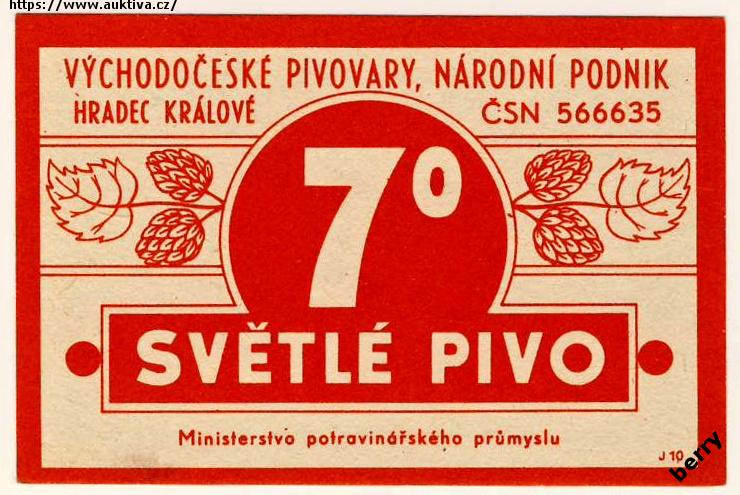 https://www.auktiva.cz/
VÝCHODOČESKÉ PIVOVARY, NÁRODNÍ PODNIK
HRADEC KRÁLOVÉ ČSN 566635
7°
SVĚTLÉ PIVO
Ministerstvo potravinářského průmyslu
J 10
berry